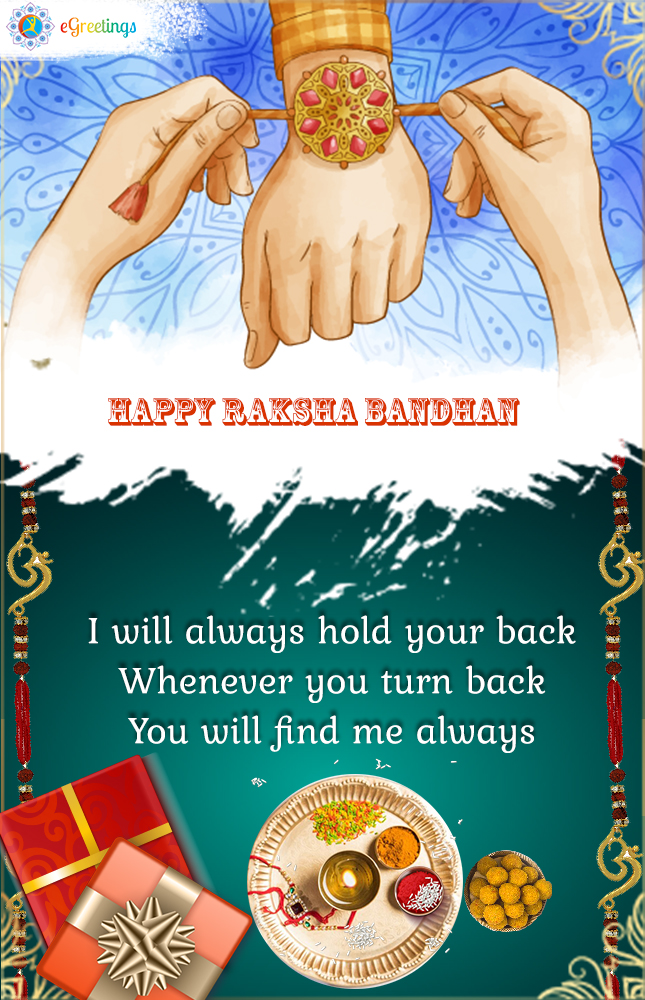 eGreetings
HAPPY RAKSHA BANDHAN
I will always hold your back
Whenever you turn back
You will find me always